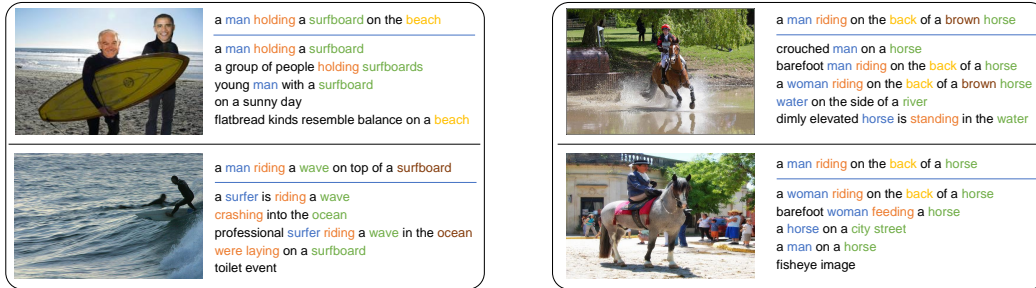 a man holding a surfboard on the beach
a man holding a surfboard
a group of people holding surfboards
young man with a surfboard
on a sunny day
flatbread kinds resemble balance on a beach
a man riding a wave on top of a surfboard
a surfer is riding a wave
crashing into the ocean
professional surfer riding a wave in the ocean
were laying on a surfboard
toilet event
a man riding on the back of a brown horse
crouched man on a horse
barefoot man riding on the back of a horse
a woman riding on the back of a brown horse
water on the side of a river
dimly elevated horse is standing in the water
a man riding on the back of a horse
a woman riding on the back of a horse
barefoot woman feeding a horse
a horse on a city street
a man on a horse
fisheye image